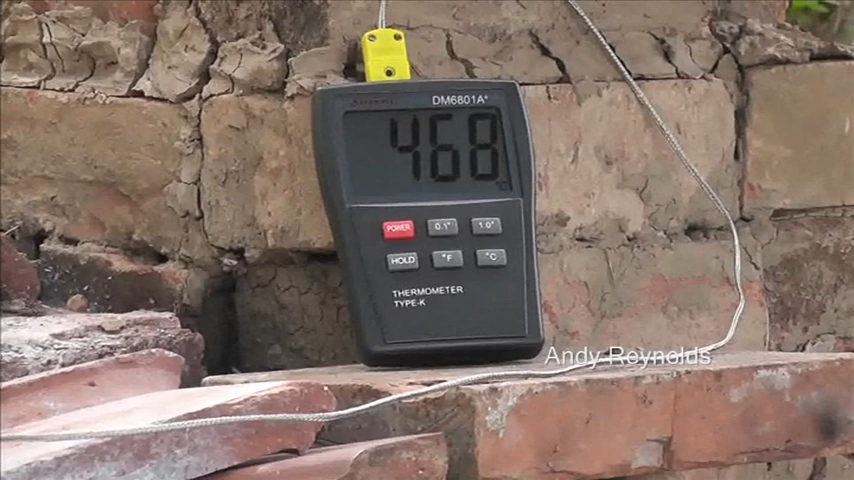 DM6801A+
468
°C
POWER 0.1° 1.0°
HOLD °F °C
THERMOMETER
TYPE-K
Andy Reynolds